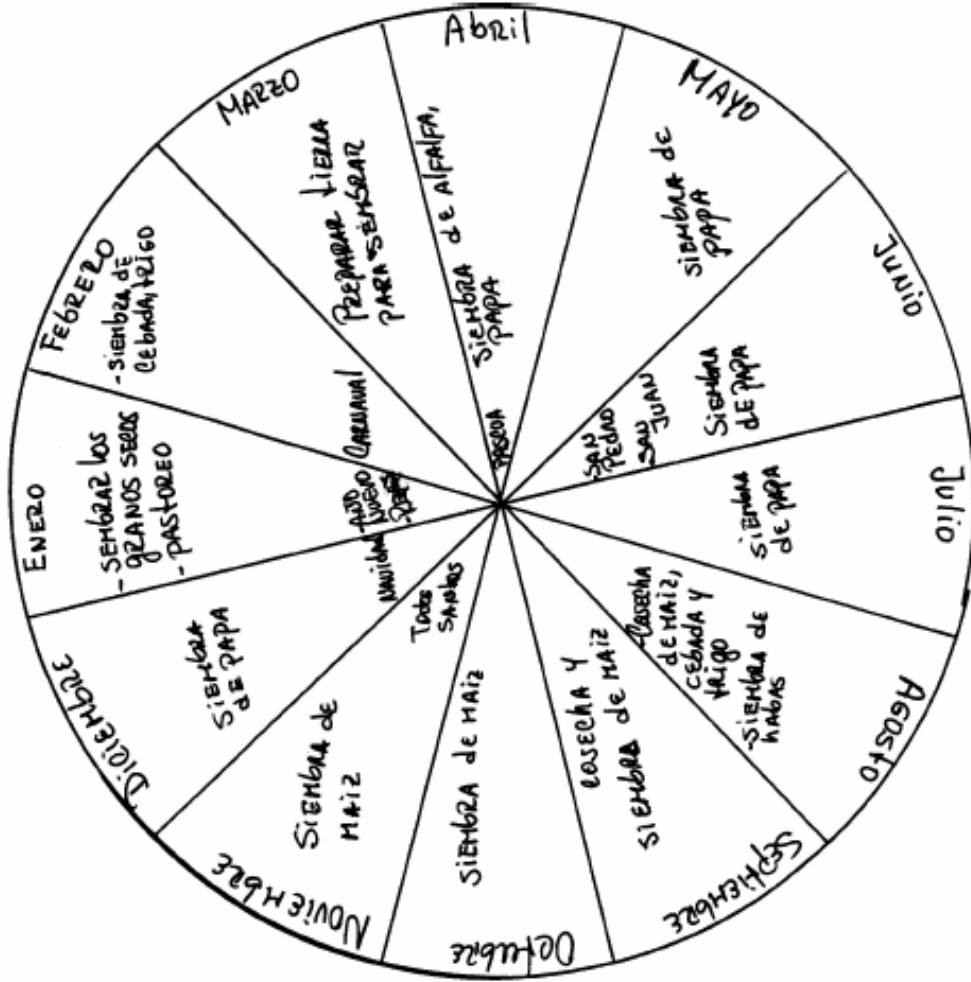 ENERO
- SEMBRAR LOS
GRANOS SECOS
- PASTOREO
- AÑO
NUEVO
FEBRERO
- SIEMBRA DE
CEBADA, TRIGO
CARNAVAL
MARZO
PREPARAR TIERRA
PARA SEMBRAR
Abril
SIEMBRA de AlFAlFA,
PAPA
PASCOA
MAYO
SIEMBRA de
PAPA
JUNIO
SIEMBRA
de PAPA
-SAN
PEDRO
SAN
JUAN
Julio
SIEMBRA
de PAPA
AGOSTO
-COSECHA
de MAIZ,
CEBADA Y
tRIGO
-SIEMBRA de
hABAS
SEPTIEMBRE
COSECHA Y
SIEMBRA de MAIZ
OCtUbRE
SIEMBRA de MAIZ
NOVIEMBRE
SIEMBRA de
MAIZ
TODOS
SANTOS
DICIEMBRE
SIEMBRA
de PAPA
NAVIDAD